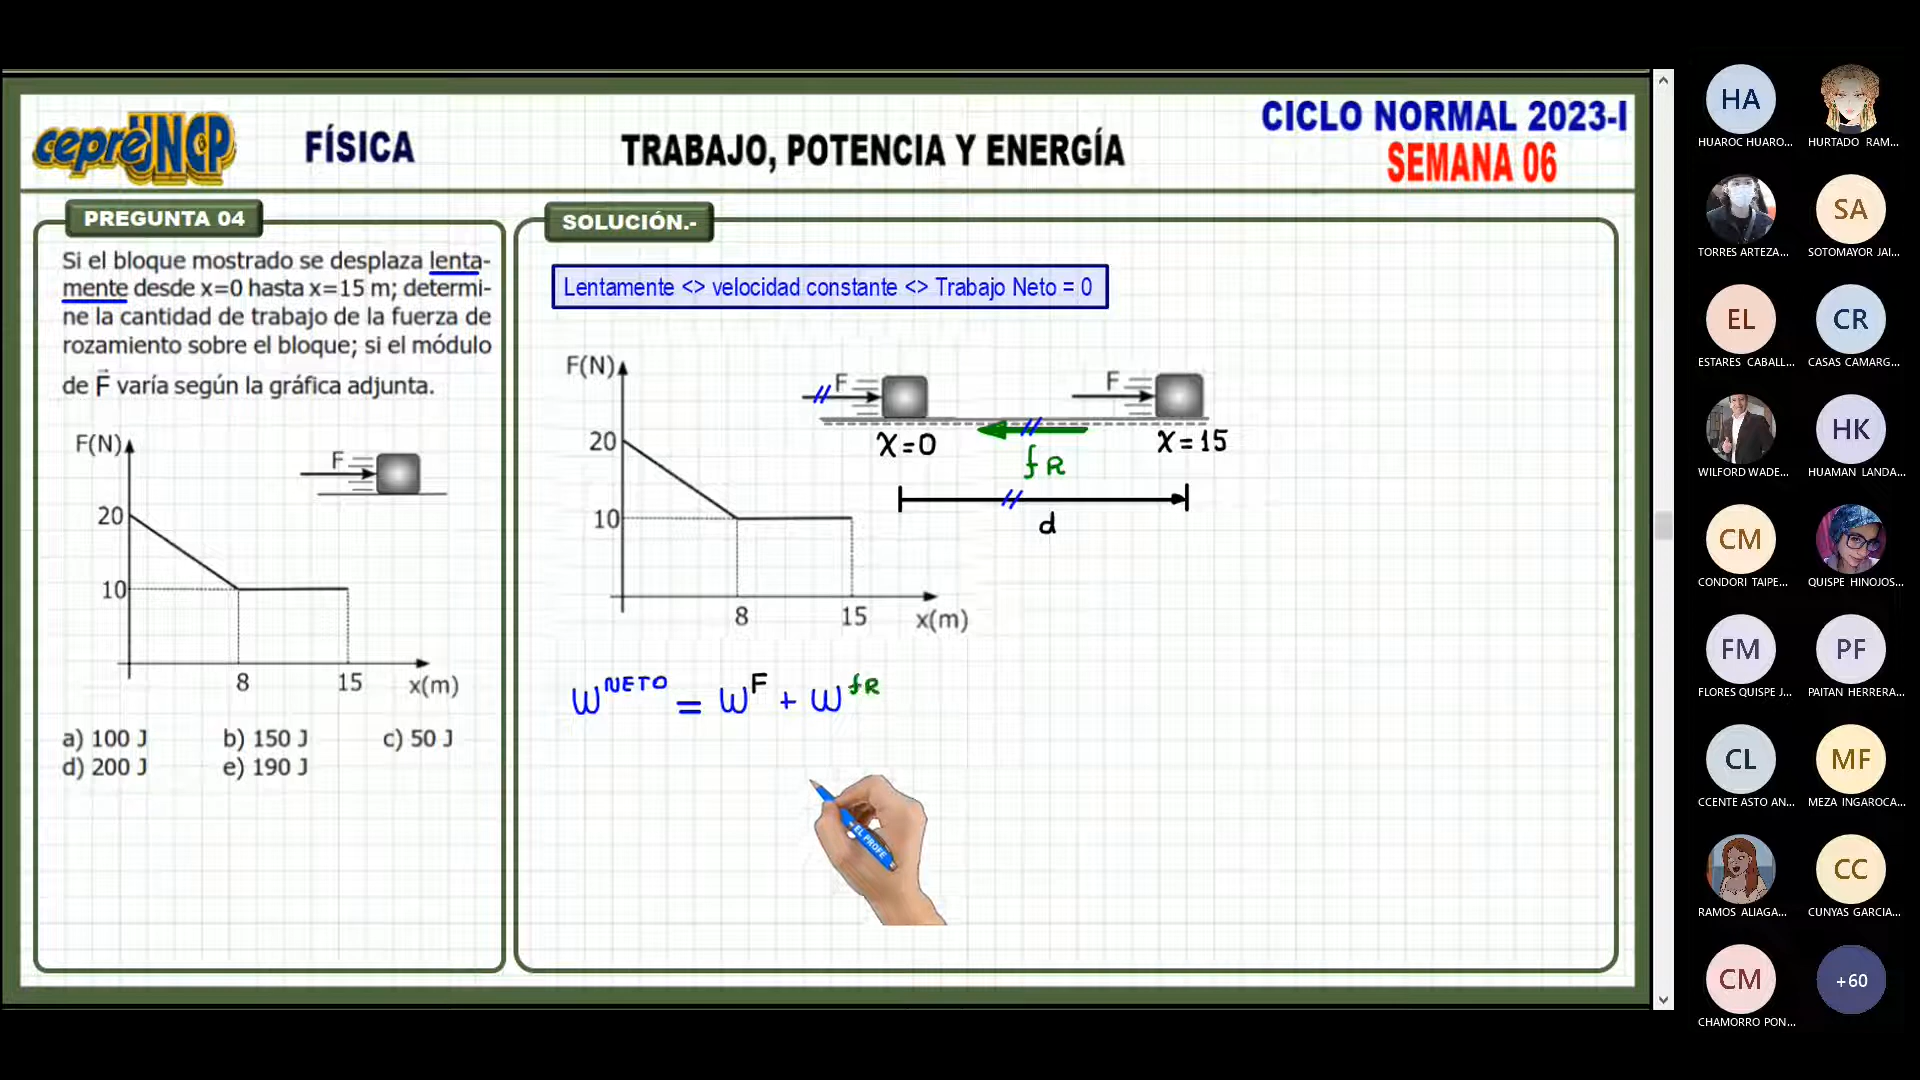 cepreUNCP
FÍSICA
TRABAJO, POTENCIA Y ENERGÍA
CICLO NORMAL 2023-I
SEMANA 06
PREGUNTA 04
Si el bloque mostrado se desplaza lenta-
mente desde x=0 hasta x=15 m; determi-
ne la cantidad de trabajo de la fuerza de
rozamiento sobre el bloque; si el módulo
de F⃗ varía según la gráfica adjunta.
F(N)
F
20
10
8
15
x(m)
a) 100 J b) 150 J c) 50 J
d) 200 J e) 190 J
SOLUCIÓN.-
Lentamente <> velocidad constante <> Trabajo Neto = 0
F(N)
20
10
8
15
x(m)
F
F
x=0
x=15
fR
d
W^NETO = W^F + W^fR
EL PROFE
HA
HUAROC HUARO...
HURTADO RAM...
TORRES ARTEZA...
SA
SOTOMAYOR JAI...
EL
ESTARES CABALL...
CR
CASAS CAMARG...
WILFORD WADE...
HK
HUAMAN LANDA...
CM
CONDORI TAIPE...
QUISPE HINOJOS...
FM
FLORES QUISPE J...
PF
PAITAN HERRERA...
CL
CCENTE ASTO AN...
MF
MEZA INGAROCA...
RAMOS ALIAGA...
CC
CUNYAS GARCIA...
CM
CHAMORRO PON...
+60